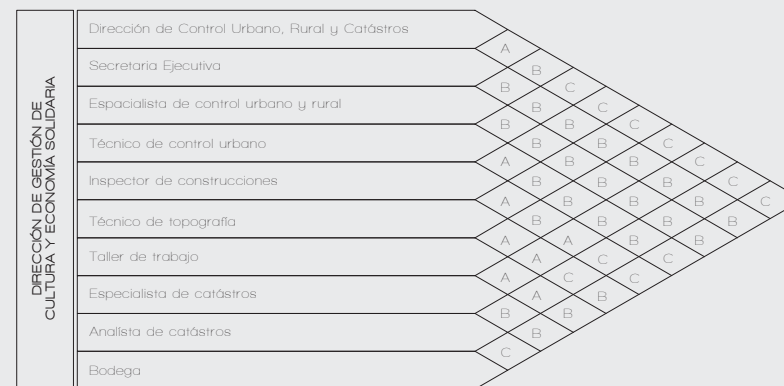 DIRECCIÓN DE GESTIÓN DE
CULTURA Y ECONOMÍA SOLIDARIA
Dirección de Control Urbano, Rural y Catástros
A
B
Secretaria Ejecutiva
B C
B C
Espacialista de control urbano y rural
B B C
B B C
Técnico de control urbano
A B B C
B B B C
Inspector de construcciones
A B B B C
B B B B
Técnico de topografía
A A B B
A C C
Taller de trabajo
A C C
A B
Especialista de catástros
B B
B
Analísta de catástros
C
Bodega